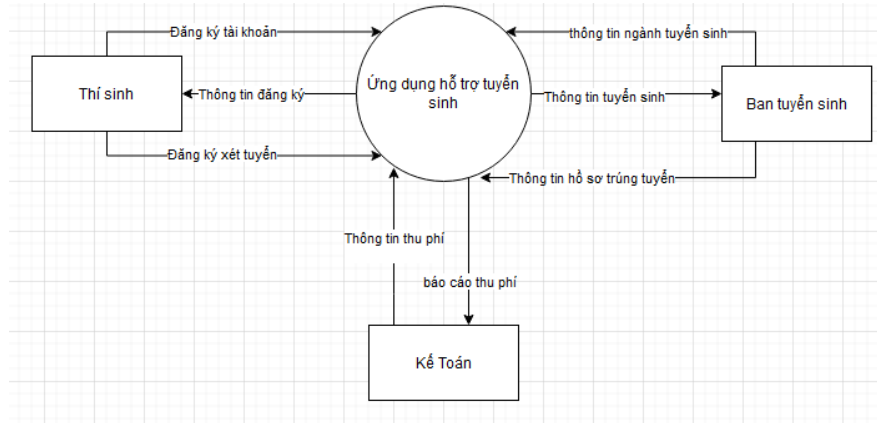 Đăng ký tài khoản
thông tin ngành tuyển sinh
Thí sinh
Thông tin đăng ký
Ứng dụng hỗ trợ tuyển
sinh
Thông tin tuyển sinh
Ban tuyển sinh
Đăng ký xét tuyển
Thông tin hồ sơ trúng tuyển
Thông tin thu phí
báo cáo thu phí
Kế Toán